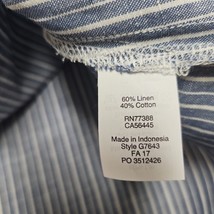 60% Linen
40% Cotton
RN77388
CA56445
Made in Indonesia
Style G7643
FA 17
PO 3512426